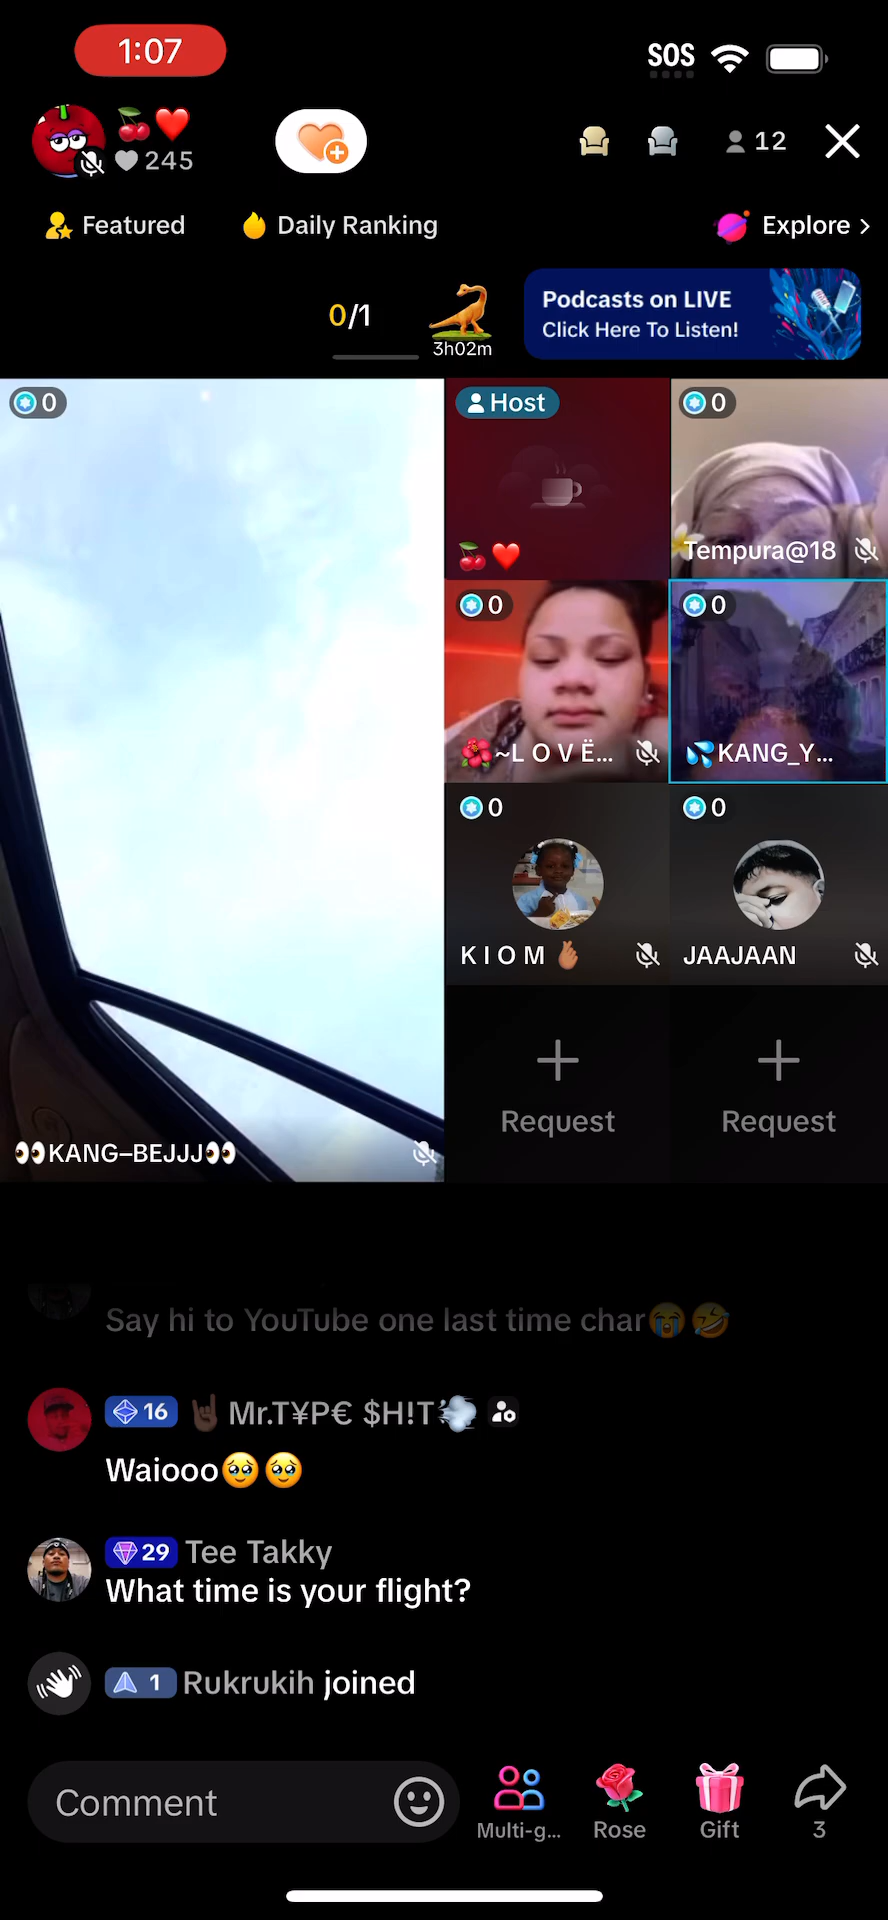 1:07
SOS
🍒❤️
245
12
Featured
Daily Ranking
Explore >
0/1
3h02m
Podcasts on LIVE
Click Here To Listen!
0
Host
0
🍒❤️
Tempura@18
0
0
🌺~L O V Ë...
💦KANG_Y...
0
0
K I O M 🫰🏽
JAAJAAN
Request
Request
👀KANG–BEJJJ👀
Say hi to YouTube one last time char😭🤣
16 🤘🏿 Mr.T¥P€ $H!T💨
Waiooo🥹🥹
29 Tee Takky
What time is your flight?
1 Rukrukih joined
Comment
Multi-g...
Rose
Gift
3